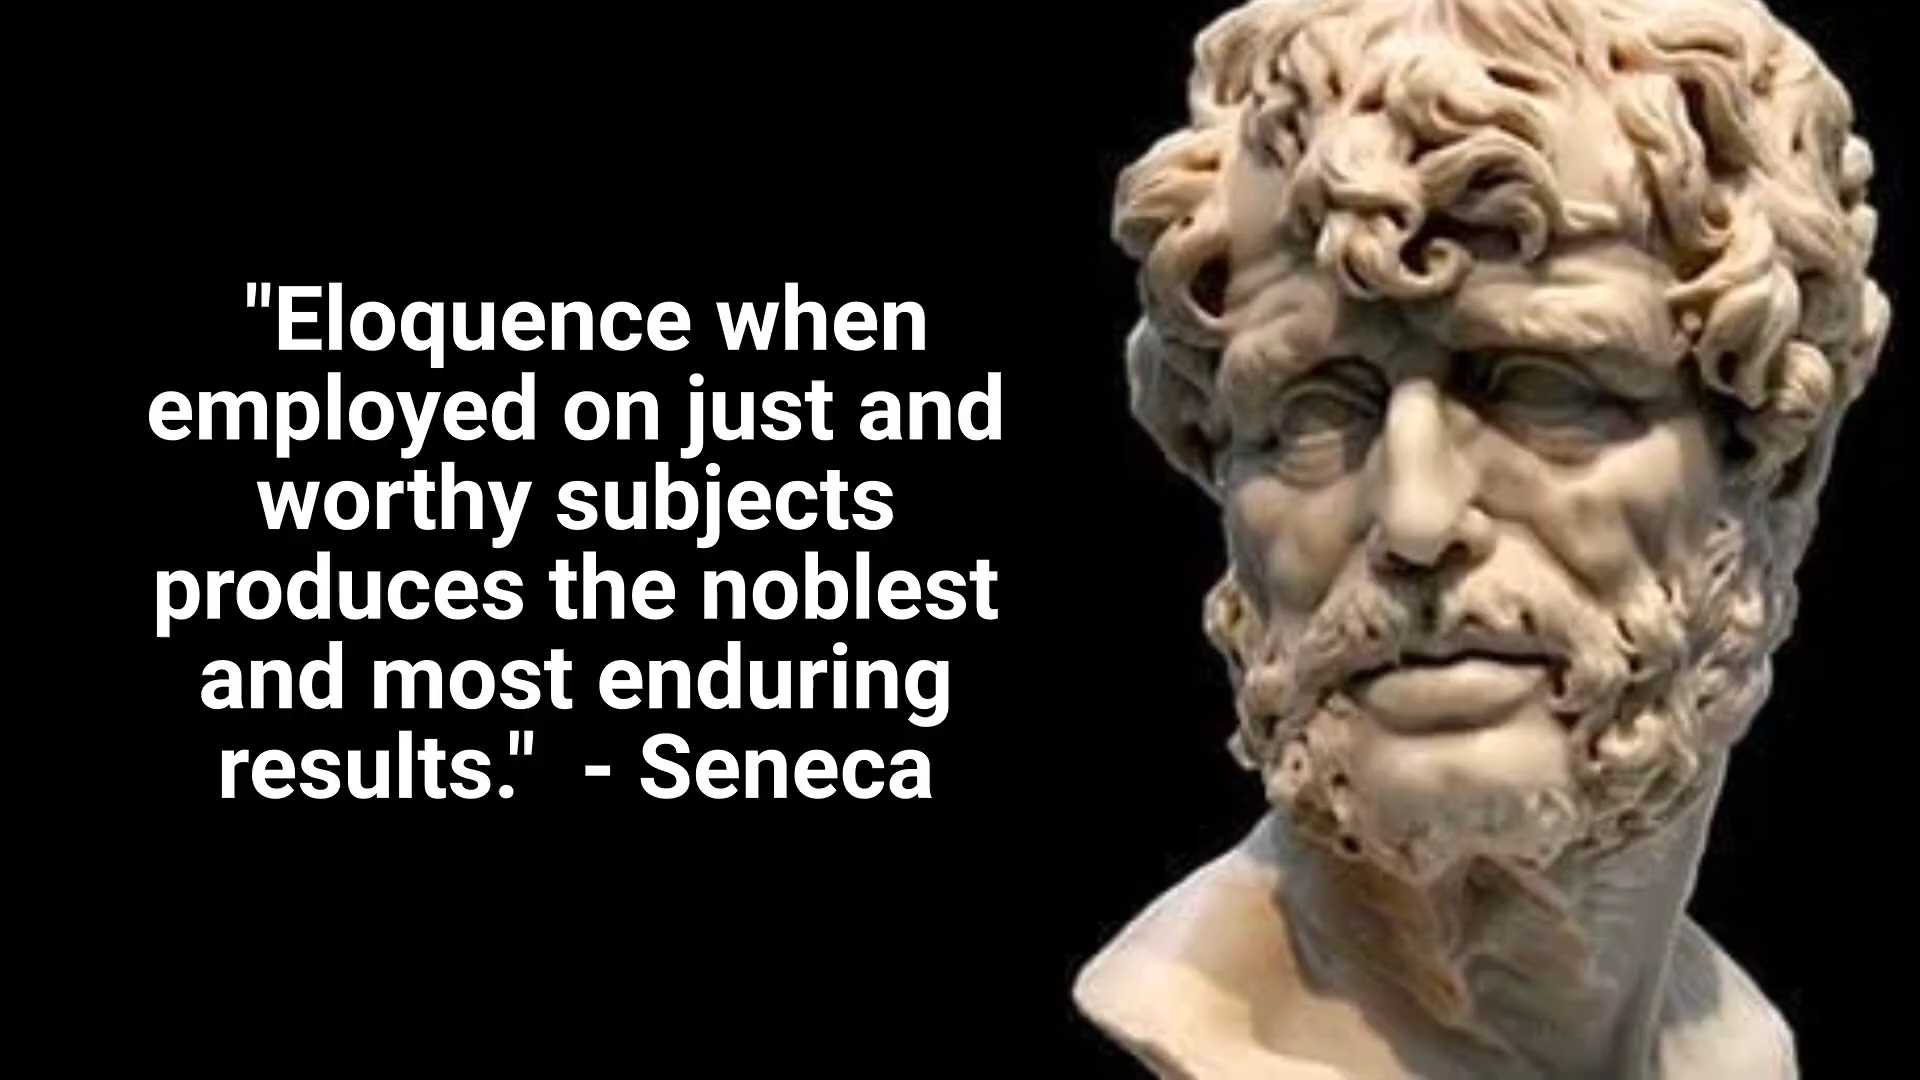 "Eloquence when
employed on just and
worthy subjects
produces the noblest
and most enduring
results."  - Seneca